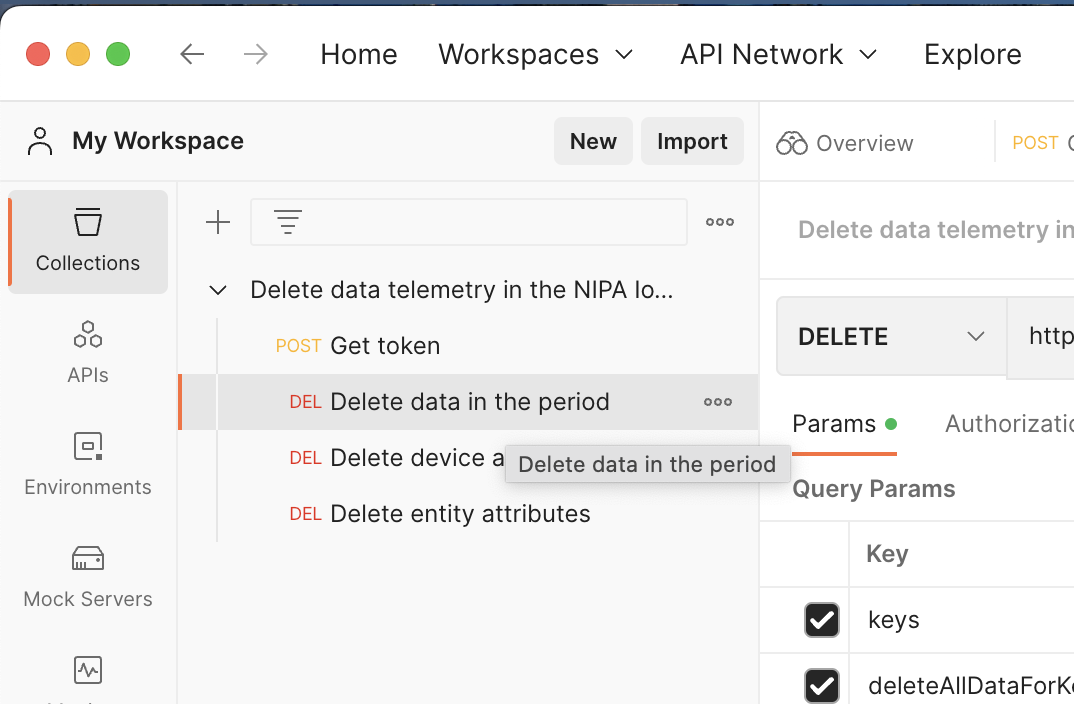 Home Workspaces API Network Explore
My Workspace New Import
Overview POST
Collections
Delete data telemetry in
Delete data telemetry in the NIPA lo...
POST Get token
DELETE http
APIs
DEL Delete data in the period
Params Authorizatio
DEL Delete device a
Delete data in the period
Environments
Query Params
DEL Delete entity attributes
Key
Mock Servers
keys
deleteAllDataForKe